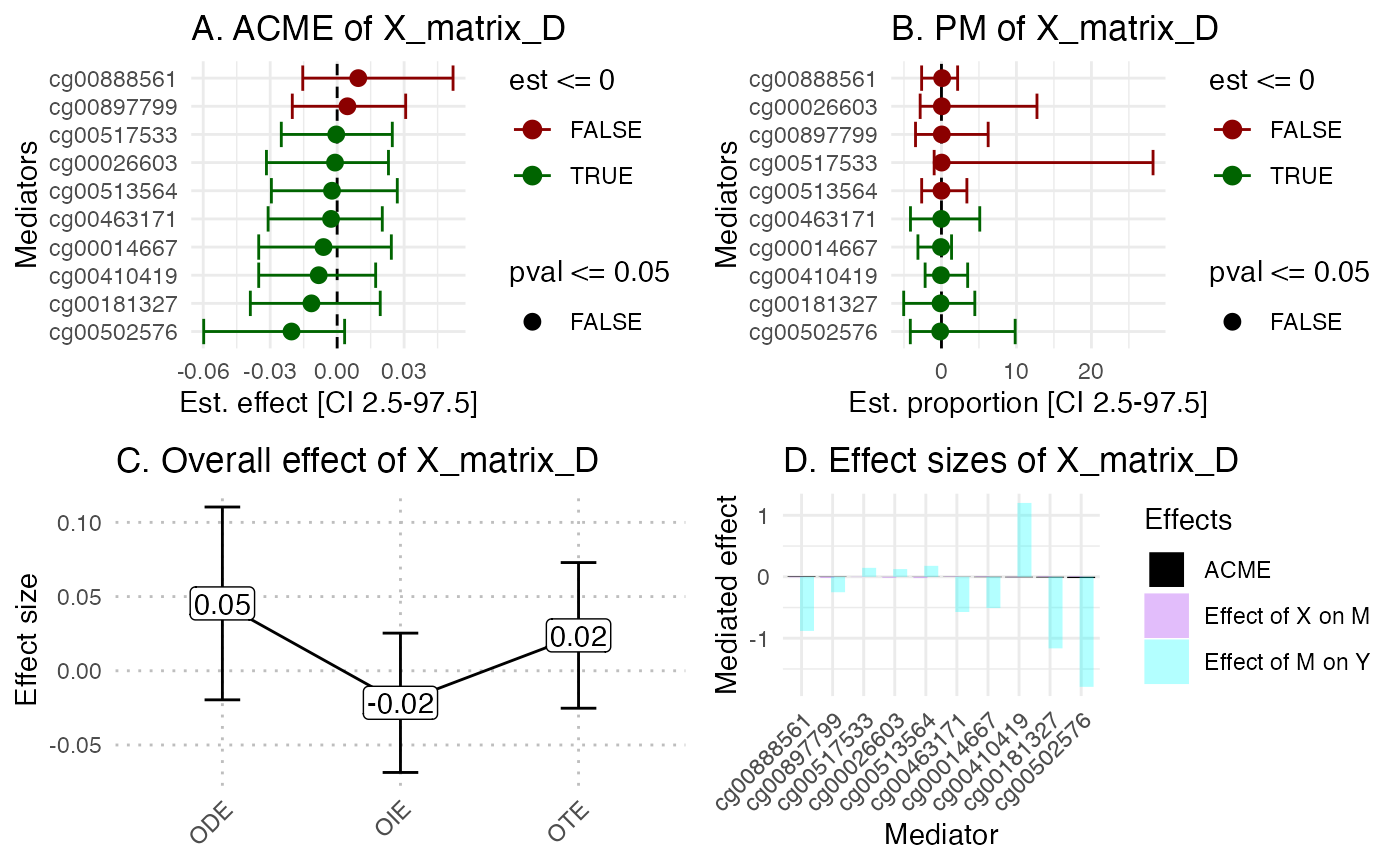 A. ACME of X_matrix_D
Mediators
cg00888561
cg00897799
cg00517533
cg00026603
cg00513564
cg00463171
cg00014667
cg00410419
cg00181327
cg00502576
-0.06 -0.03 0.00 0.03
Est. effect [CI 2.5-97.5]
est <= 0
FALSE
TRUE
pval <= 0.05
FALSE
B. PM of X_matrix_D
Mediators
cg00888561
cg00026603
cg00897799
cg00517533
cg00513564
cg00463171
cg00014667
cg00410419
cg00181327
cg00502576
0 10 20
Est. proportion [CI 2.5-97.5]
est <= 0
FALSE
TRUE
pval <= 0.05
FALSE
C. Overall effect of X_matrix_D
Effect size
0.10
0.05
0.00
-0.05
0.05
-0.02
0.02
ODE
OIE
OTE
D. Effect sizes of X_matrix_D
Mediated effect
1
0
-1
cg00888561
cg00897799
cg00517533
cg00026603
cg00513564
cg00463171
cg00014667
cg00410419
cg00181327
cg00502576
Mediator
Effects
ACME
Effect of X on M
Effect of M on Y